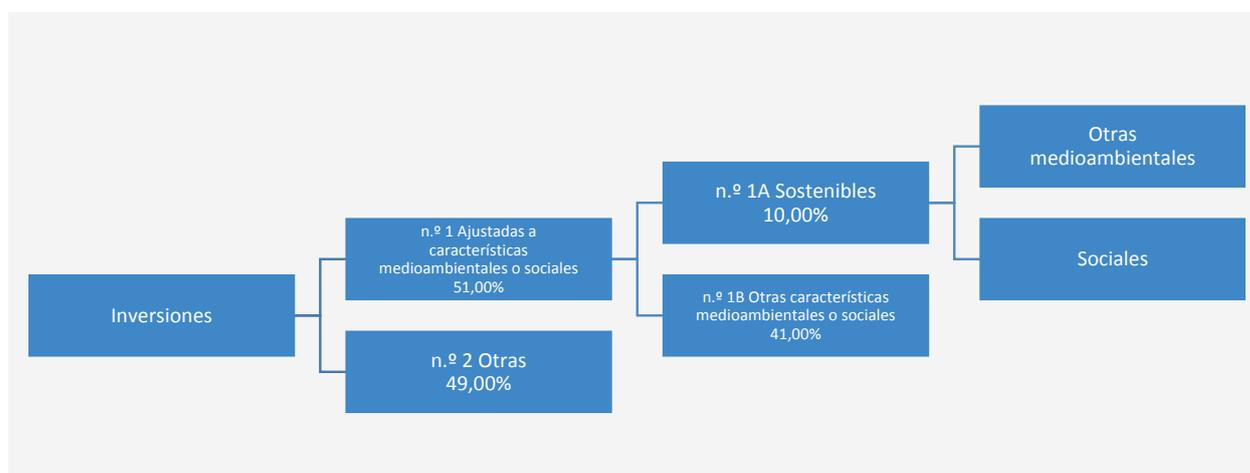 Inversiones
n.º 1 Ajustadas a
características
medioambientales o sociales
51,00%
n.º 2 Otras
49,00%
n.º 1A Sostenibles
10,00%
n.º 1B Otras características
medioambientales o sociales
41,00%
Otras
medioambientales
Sociales